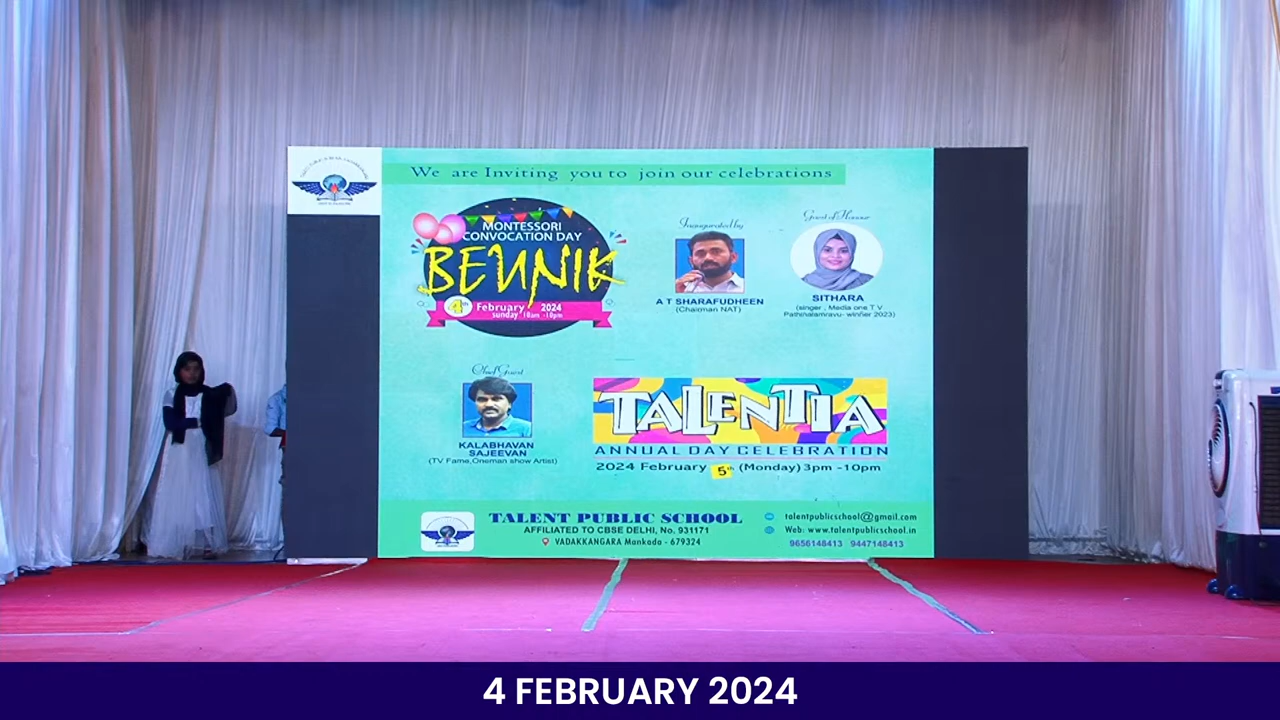 We are Inviting you to join our celebrations
MONTESSORI
CONVOCATION DAY
BEUNIK
4th February 2024
sunday 10am -10pm
Inaugurated by
A T SHARAFUDHEEN
(Chairman NAT)
Guest of Honour
SITHARA
(singer , Media one T V
Pathinalamravu- winner 2023)
Chief Guest
KALABHAVAN
SAJEEVAN
(TV Fame,Oneman show Artist)
TALENTIA
ANNUAL DAY CELEBRATION
2024 February 5th (Monday) 3pm -10pm
TALENT PUBLIC SCHOOL
AFFILIATED TO CBSE DELHI, No. 931171
VADAKKANGARA Mankada - 679324
talentpublicschool@gmail.com
Web: www.talentpublicschool.in
9656148413 9447148413
4 FEBRUARY 2024